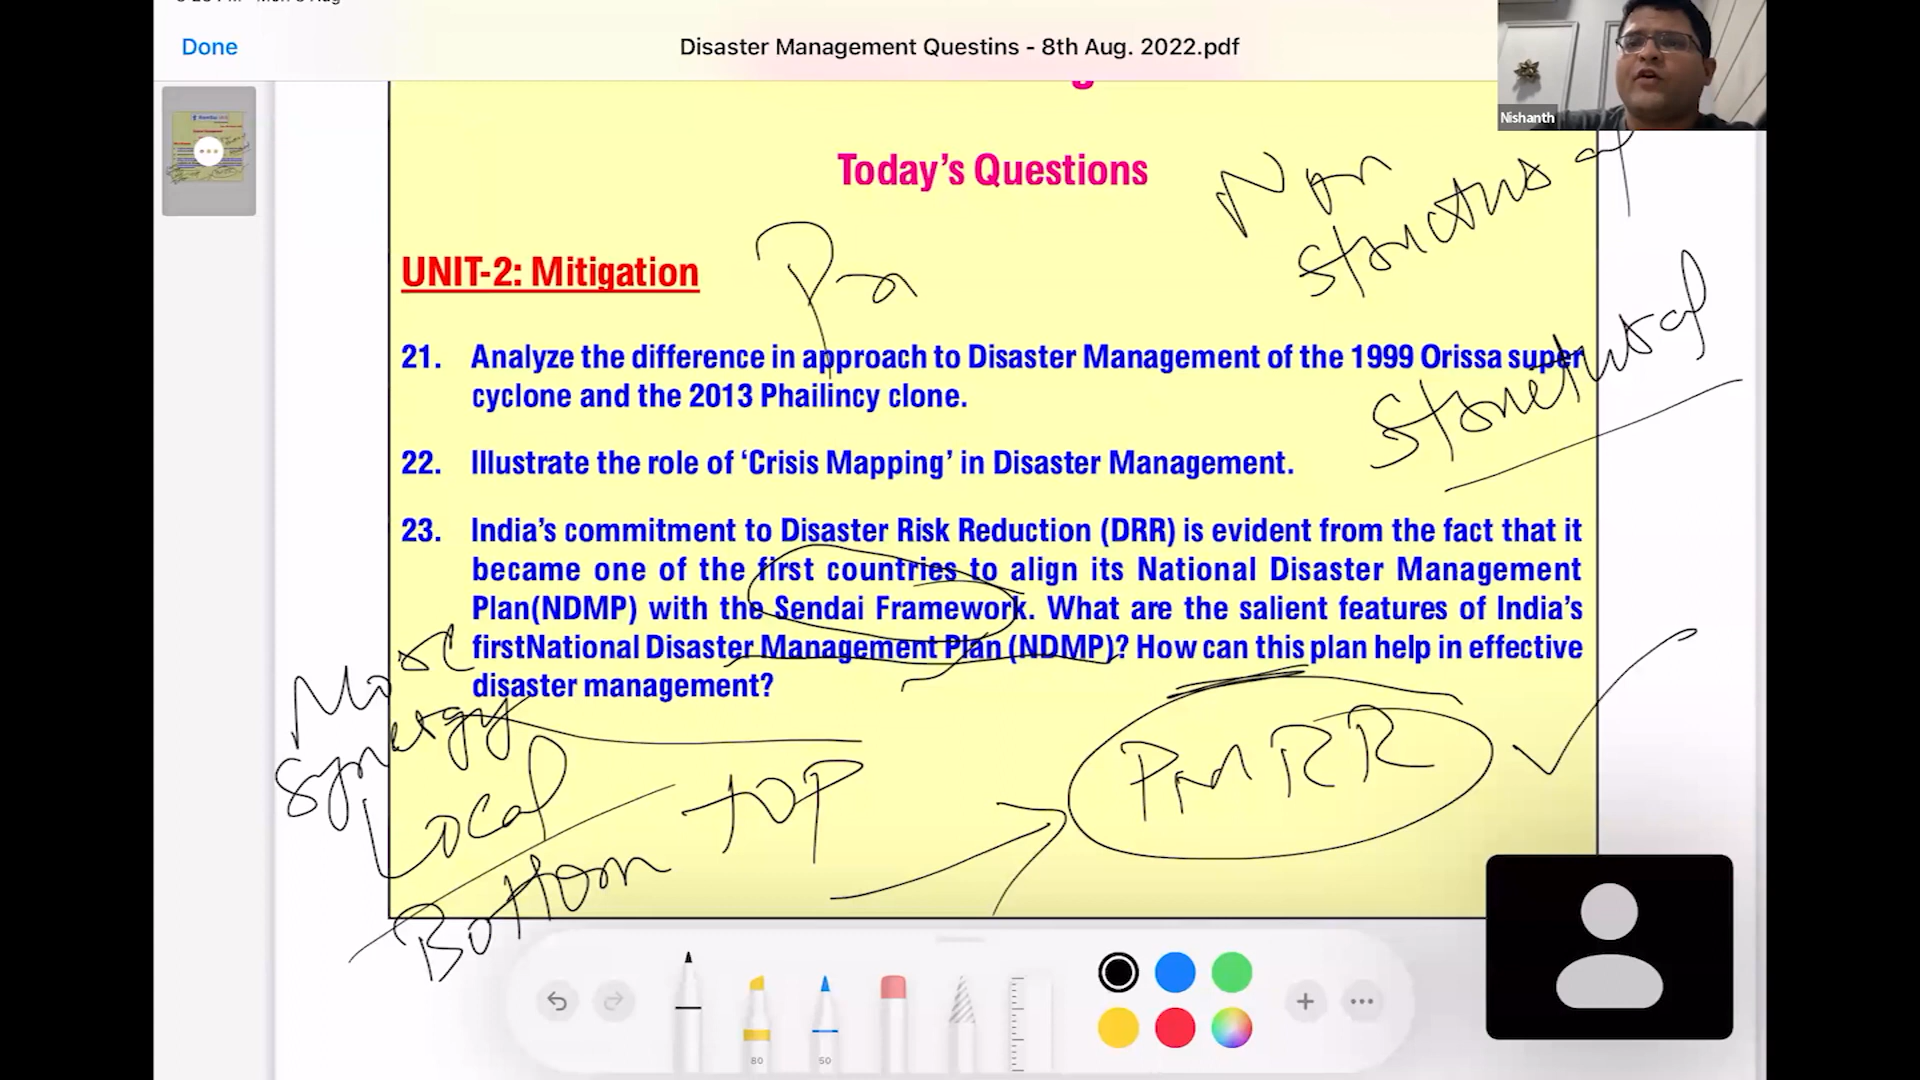 Done
Disaster Management Questins - 8th Aug. 2022.pdf
Nishanth
Today's Questions
Non
Structural
UNIT-2: Mitigation
Structural
21. Analyze the difference in approach to Disaster Management of the 1999 Orissa super
cyclone and the 2013 Phailincy clone.
22. Illustrate the role of ‘Crisis Mapping’ in Disaster Management.
23. India’s commitment to Disaster Risk Reduction (DRR) is evident from the fact that it
became one of the first countries to align its National Disaster Management
Plan(NDMP) with the Sendai Framework. What are the salient features of India’s
firstNational Disaster Management Plan (NDMP)? How can this plan help in effective
disaster management?
synergy
Local
TOP
PMRRR
Bottom
80
50